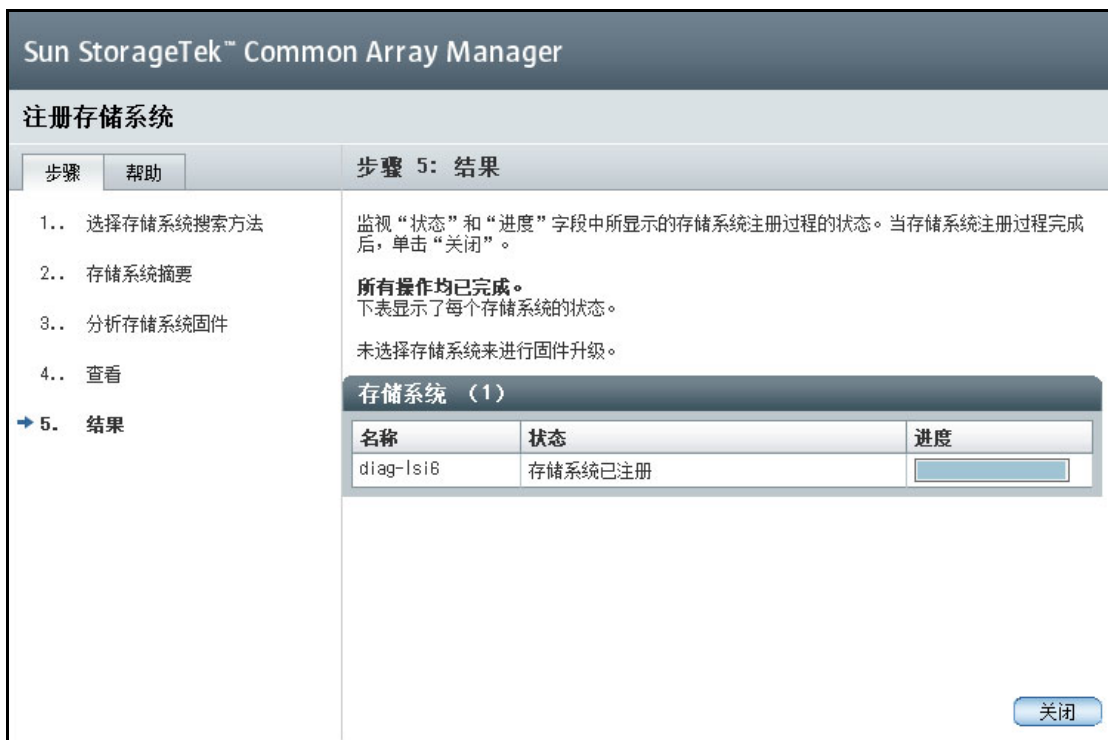 Sun StorageTek™ Common Array Manager
注册存储系统
步骤 帮助
1.. 选择存储系统搜索方法
2.. 存储系统摘要
3.. 分析存储系统固件
4.. 查看
5. 结果
步骤 5: 结果
监视“状态”和“进度”字段中所显示的存储系统注册过程的状态。当存储系统注册过程完成
后，单击“关闭”。
所有操作均已完成。
下表显示了每个存储系统的状态。
未选择存储系统来进行固件升级。
存储系统 （1）
名称 状态 进度
diag-lsi6 存储系统已注册
关闭